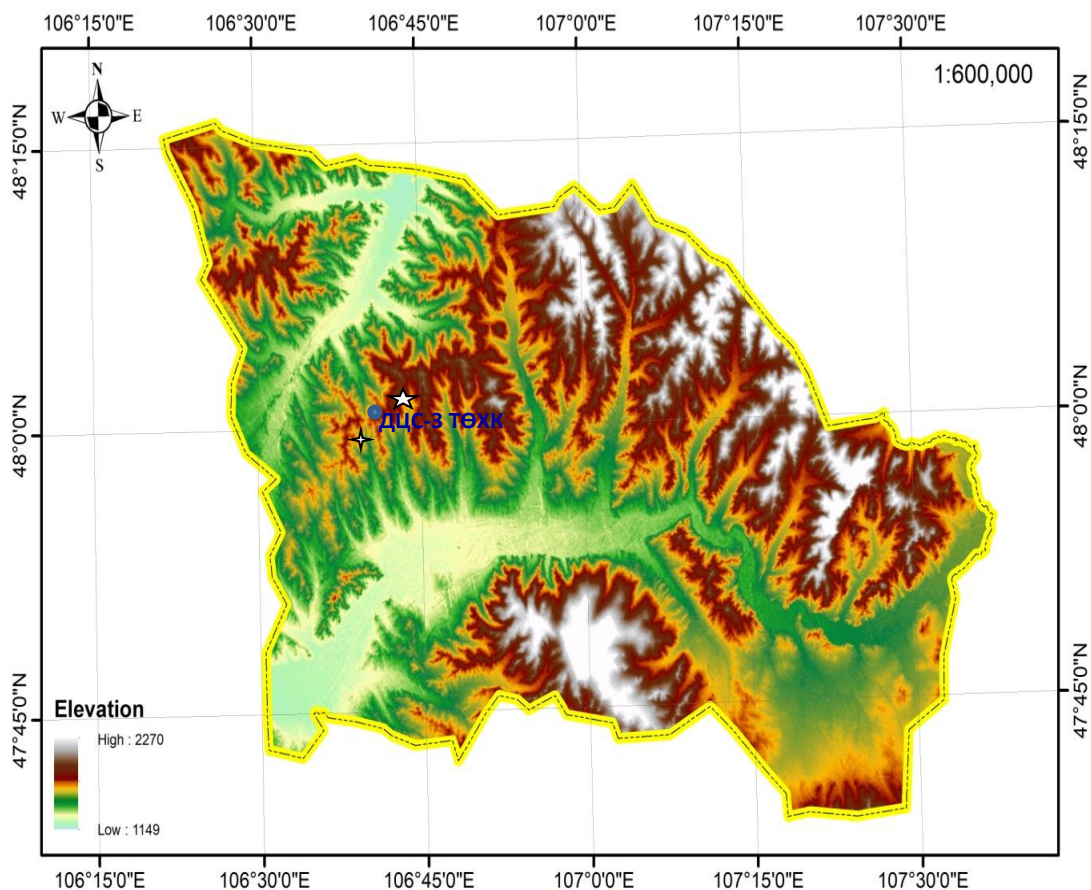 106°15'0"E 106°30'0"E 106°45'0"E 107°0'0"E 107°15'0"E 107°30'0"E
1:600,000
N
W E
S
48°15'0"N 48°15'0"N
ДЦС-3 ТӨХК
48°0'0"N 48°0'0"N
47°45'0"N 47°45'0"N
Elevation
High : 2270
Low : 1149
106°15'0"E 106°30'0"E 106°45'0"E 107°0'0"E 107°15'0"E 107°30'0"E